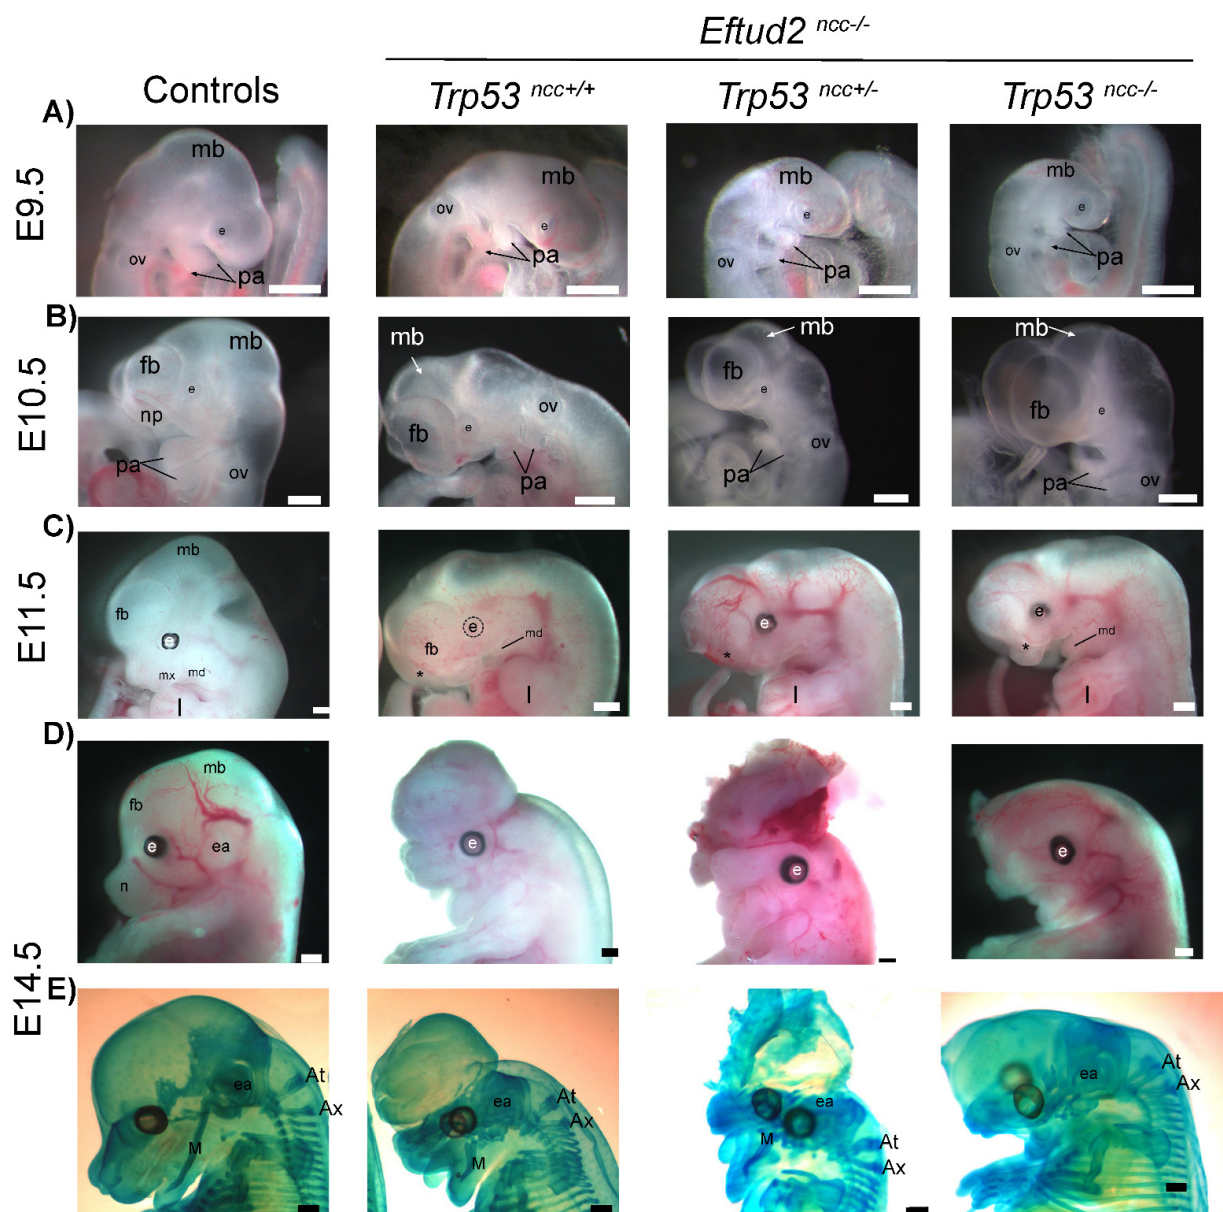 Eftud2 ncc-/-
Controls
Trp53 ncc+/+
Trp53 ncc+/-
Trp53 ncc-/-
A)
E9.5
mb
e
ov
pa
mb
ov
e
pa
mb
e
ov
pa
mb
e
ov
pa
B)
E10.5
mb
fb
e
np
pa
ov
mb
ov
fb
e
pa
mb
fb
e
ov
pa
mb
fb
e
ov
pa
C)
E11.5
mb
fb
e
mx
md
l
e
md
fb
*
e
*
l
e
md
*
l
D)
E14.5
mb
fb
e
ea
n
e
e
e
E)
ea
At
Ax
M
ea
At
Ax
M
ea
M
At
Ax
ea
At
Ax